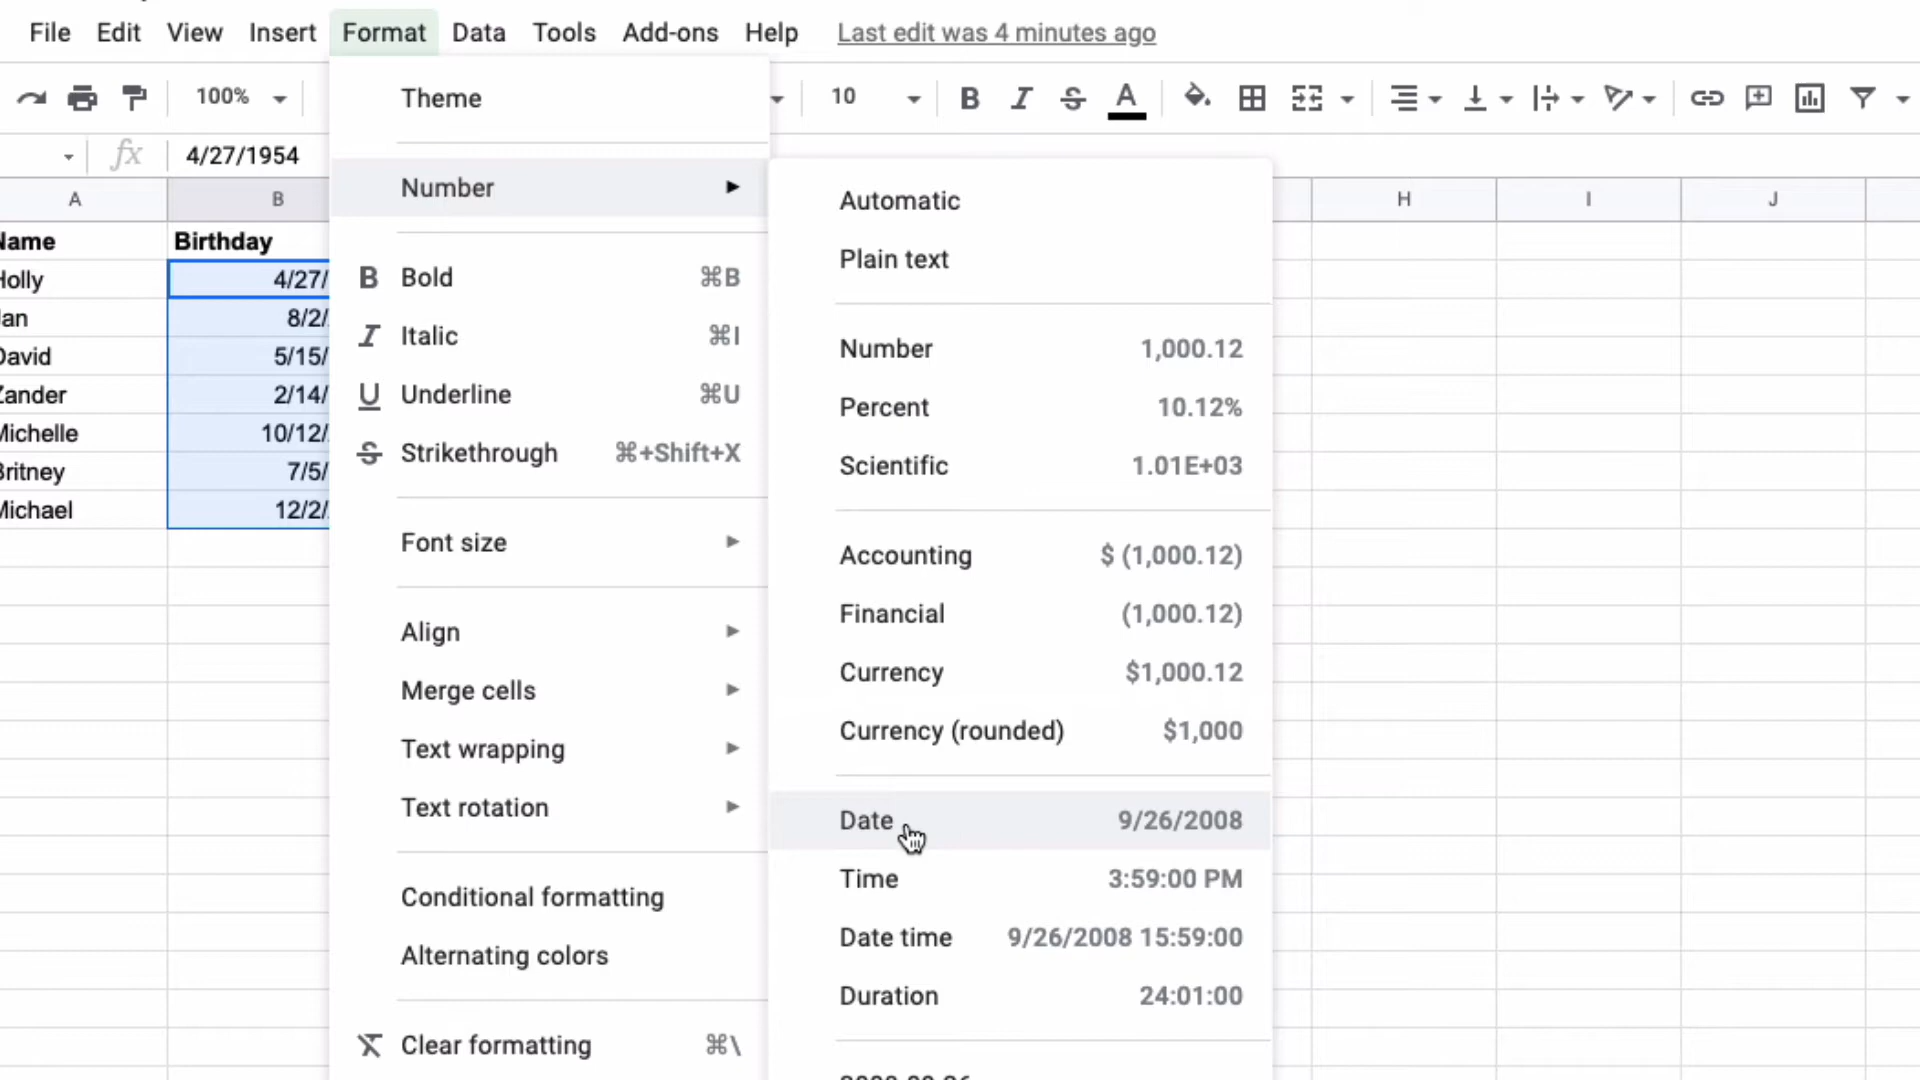 File Edit View Insert Format Data Tools Add-ons Help Last edit was 4 minutes ago
100% 10 B I S A
fx 4/27/1954
A B H I J
Name Birthday
Holly 4/27/
Jan 8/2/
David 5/15/
Zander 2/14/
Michelle 10/12/
Britney 7/5/
Michael 12/2/
Theme
Number
B Bold ⌘B
I Italic ⌘I
U Underline ⌘U
S Strikethrough ⌘+Shift+X
Font size
Align
Merge cells
Text wrapping
Text rotation
Conditional formatting
Alternating colors
Clear formatting ⌘\
Automatic
Plain text
Number 1,000.12
Percent 10.12%
Scientific 1.01E+03
Accounting $ (1,000.12)
Financial (1,000.12)
Currency $1,000.12
Currency (rounded) $1,000
Date 9/26/2008
Time 3:59:00 PM
Date time 9/26/2008 15:59:00
Duration 24:01:00